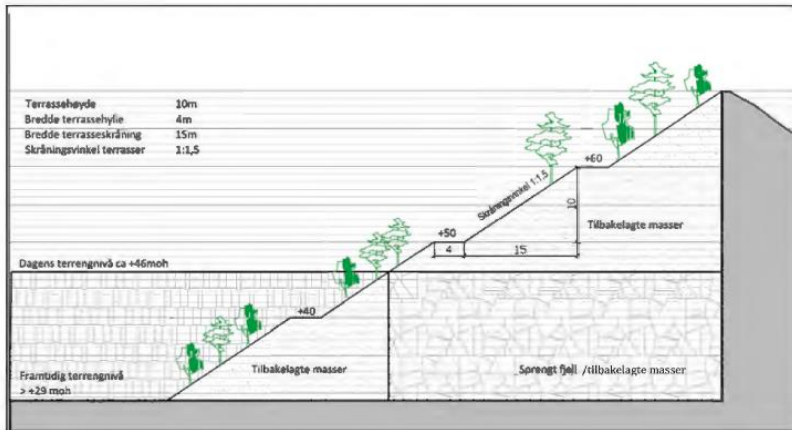 Terrassehøyde 10m
Bredde terrassehylle 4m
Bredde terrasseskråning 15m
Skråningsvinkel terrasser 1:1,5
+60
Skråningsvinkel 1:1,5
10
+50
Tilbakelagte masser
4
15
Dagens terrengnivå ca +46moh
+40
Framtidig terrengnivå
> +29 moh
Tilbakelagte masser
Sprengt fjell /tilbakelagte masser